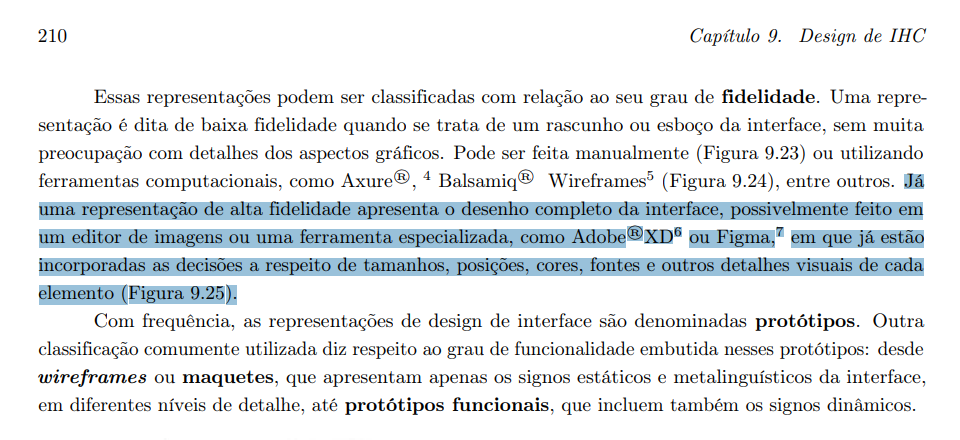 210 Capítulo 9. Design de IHC
Essas representações podem ser classificadas com relação ao seu grau de fidelidade. Uma repre-
sentação é dita de baixa fidelidade quando se trata de um rascunho ou esboço da interface, sem muita
preocupação com detalhes dos aspectos gráficos. Pode ser feita manualmente (Figura 9.23) ou utilizando
ferramentas computacionais, como Axure®, ⁴ Balsamiq® Wireframes⁵ (Figura 9.24), entre outros. Já
uma representação de alta fidelidade apresenta o desenho completo da interface, possivelmente feito em
um editor de imagens ou uma ferramenta especializada, como Adobe®XD⁶ ou Figma,⁷ em que já estão
incorporadas as decisões a respeito de tamanhos, posições, cores, fontes e outros detalhes visuais de cada
elemento (Figura 9.25).
Com frequência, as representações de design de interface são denominadas protótipos. Outra
classificação comumente utilizada diz respeito ao grau de funcionalidade embutida nesses protótipos: desde
wireframes ou maquetes, que apresentam apenas os signos estáticos e metalinguísticos da interface,
em diferentes níveis de detalhe, até protótipos funcionais, que incluem também os signos dinâmicos.